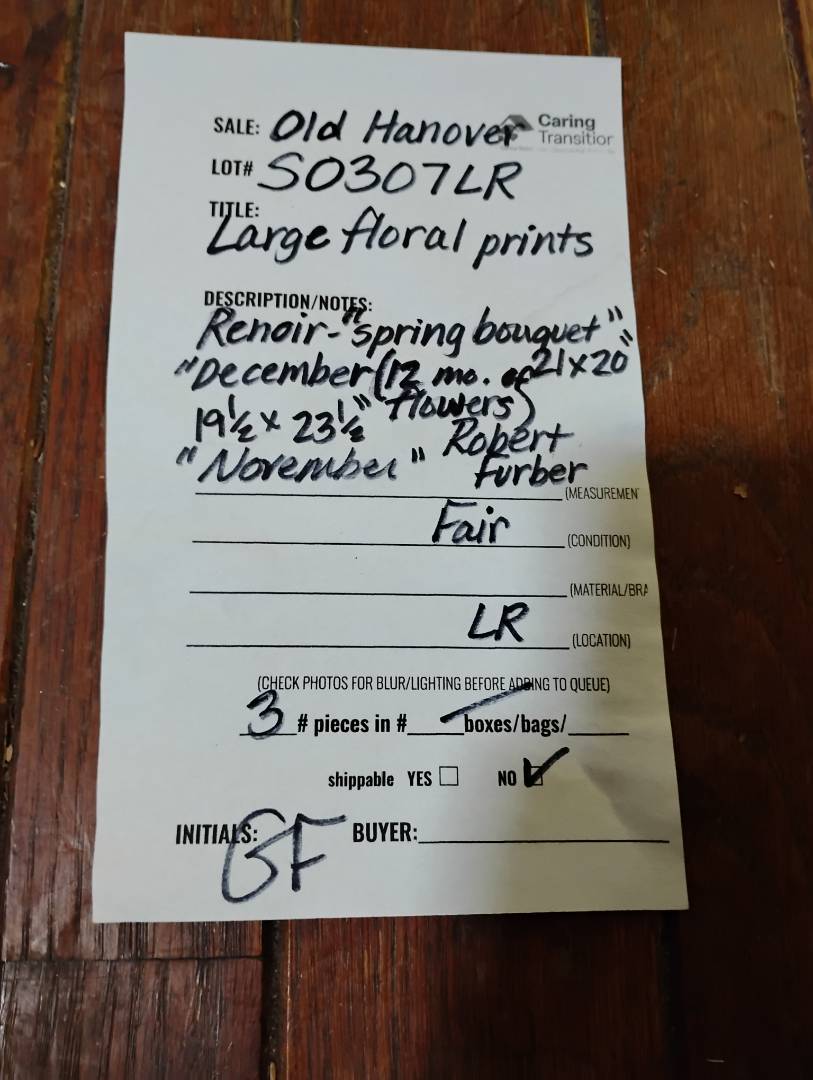 SALE: Old Hanover Caring Transition
LOT# S0307LR
TITLE:
Large floral prints
DESCRIPTION/NOTES:
Renoir-"spring bouquet"
"December (12 mo. of 21x20"
19½ x 23½" flowers)
"November" Robert Furber
(MEASUREMEN
Fair (CONDITION)
(MATERIAL/BRA
LR (LOCATION)
(CHECK PHOTOS FOR BLUR/LIGHTING BEFORE ADDING TO QUEUE)
3 # pieces in # boxes/bags/
shippable YES ☐ NO ☑
INITIALS: GF BUYER: